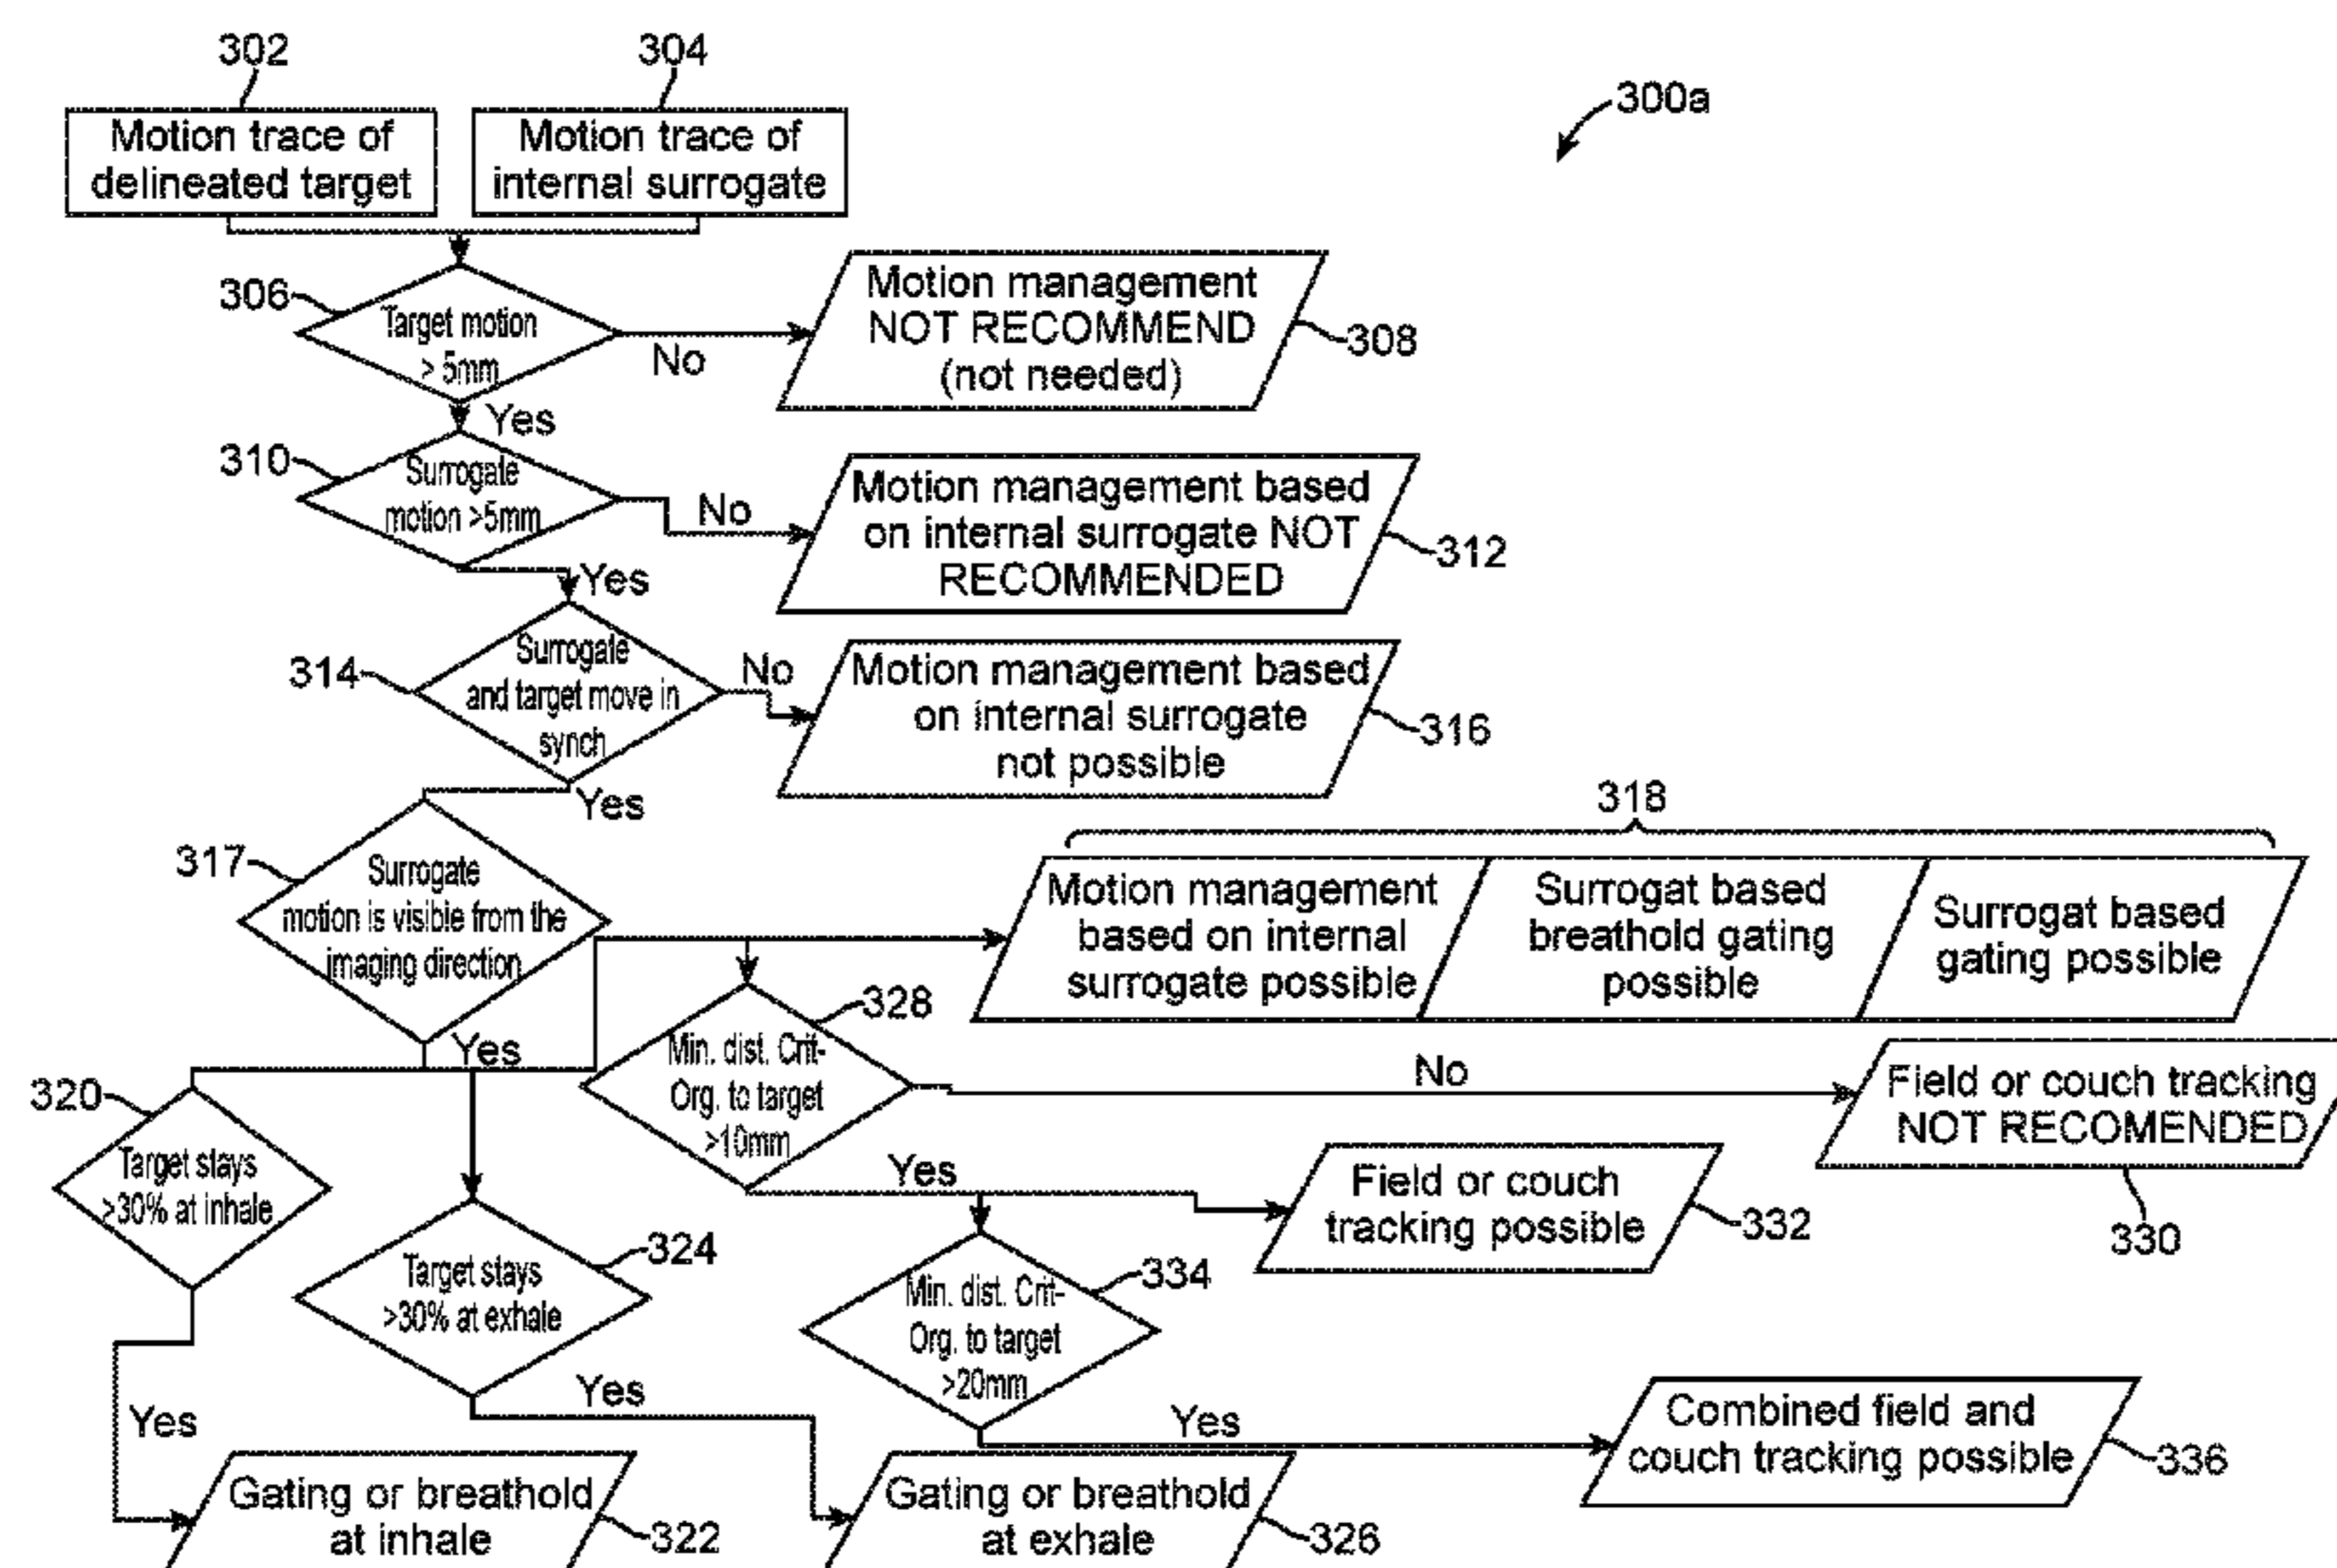 302
304
300a
Motion trace of
delineated target
Motion trace of
internal surrogate
306
Target motion
> 5mm
No
Yes
Motion management
NOT RECOMMEND
(not needed)
308
310
Surrogate
motion >5mm
No
Yes
Motion management based
on internal surrogate NOT
RECOMMENDED
312
314
Surrogate
and target move in
synch
No
Yes
Motion management based
on internal surrogate
not possible
316
317
Surrogate
motion is visible from the
imaging direction
Yes
318
Motion management
based on internal
surrogate possible
Surrogat based
breathold gating
possible
Surrogat based
gating possible
328
Min. dist. Crit-
Org. to target
>10mm
No
Yes
Field or couch tracking
NOT RECOMENDED
330
320
Target stays
>30% at inhale
Yes
324
Target stays
>30% at exhale
Yes
Field or couch
tracking possible
332
334
Min. dist. Crit-
Org. to target
>20mm
Yes
Combined field and
couch tracking possible
336
Gating or breathold
at inhale
322
Gating or breathold
at exhale
326